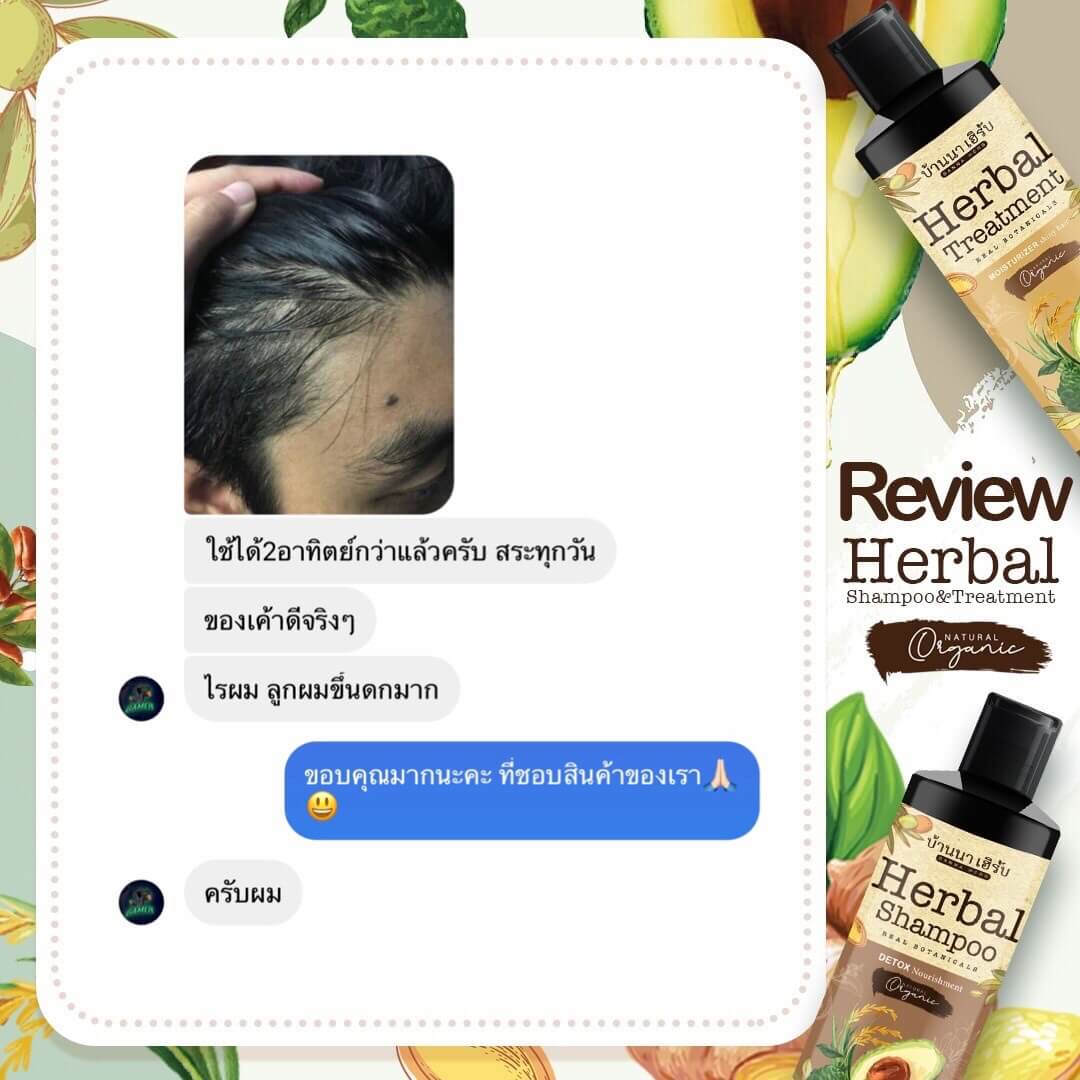 ใช้ได้2อาทิตย์กว่าแล้วครับ สระทุกวัน
ของเค้าดีจริงๆ
ไรผม ลูกผมขึ้นดกมาก
ขอบคุณมากนะคะ ที่ชอบสินค้าของเรา🙏🏻
😃
ครับผม
บ้านนา เฮิร์บ
Herbal
Treatment
REAL BOTANICALS
MOISTURIZER
Organic
Review
Herbal
Shampoo&Treatment
NATURAL
Organic
บ้านนา เฮิร์บ
Herbal
Shampoo
REAL BOTANICALS
DETOX Nourishment
NATURAL
Organic